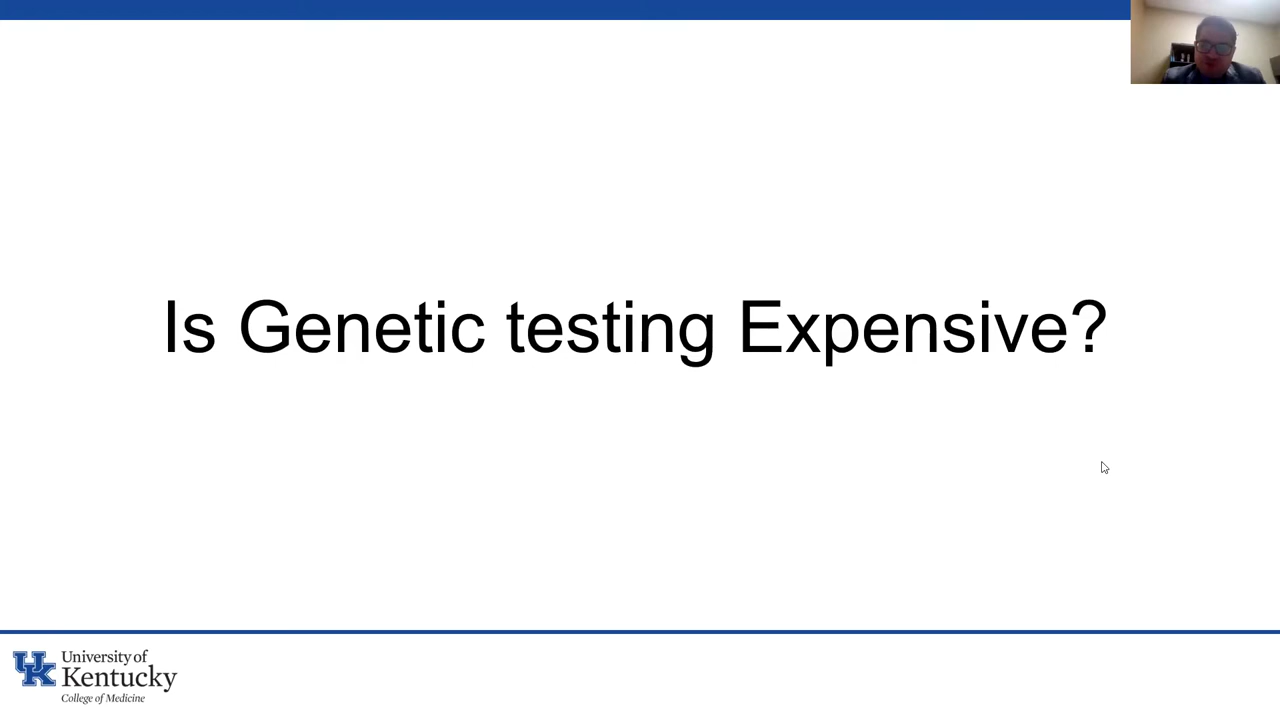 Is Genetic testing Expensive?
UK
University of
Kentucky
College of Medicine